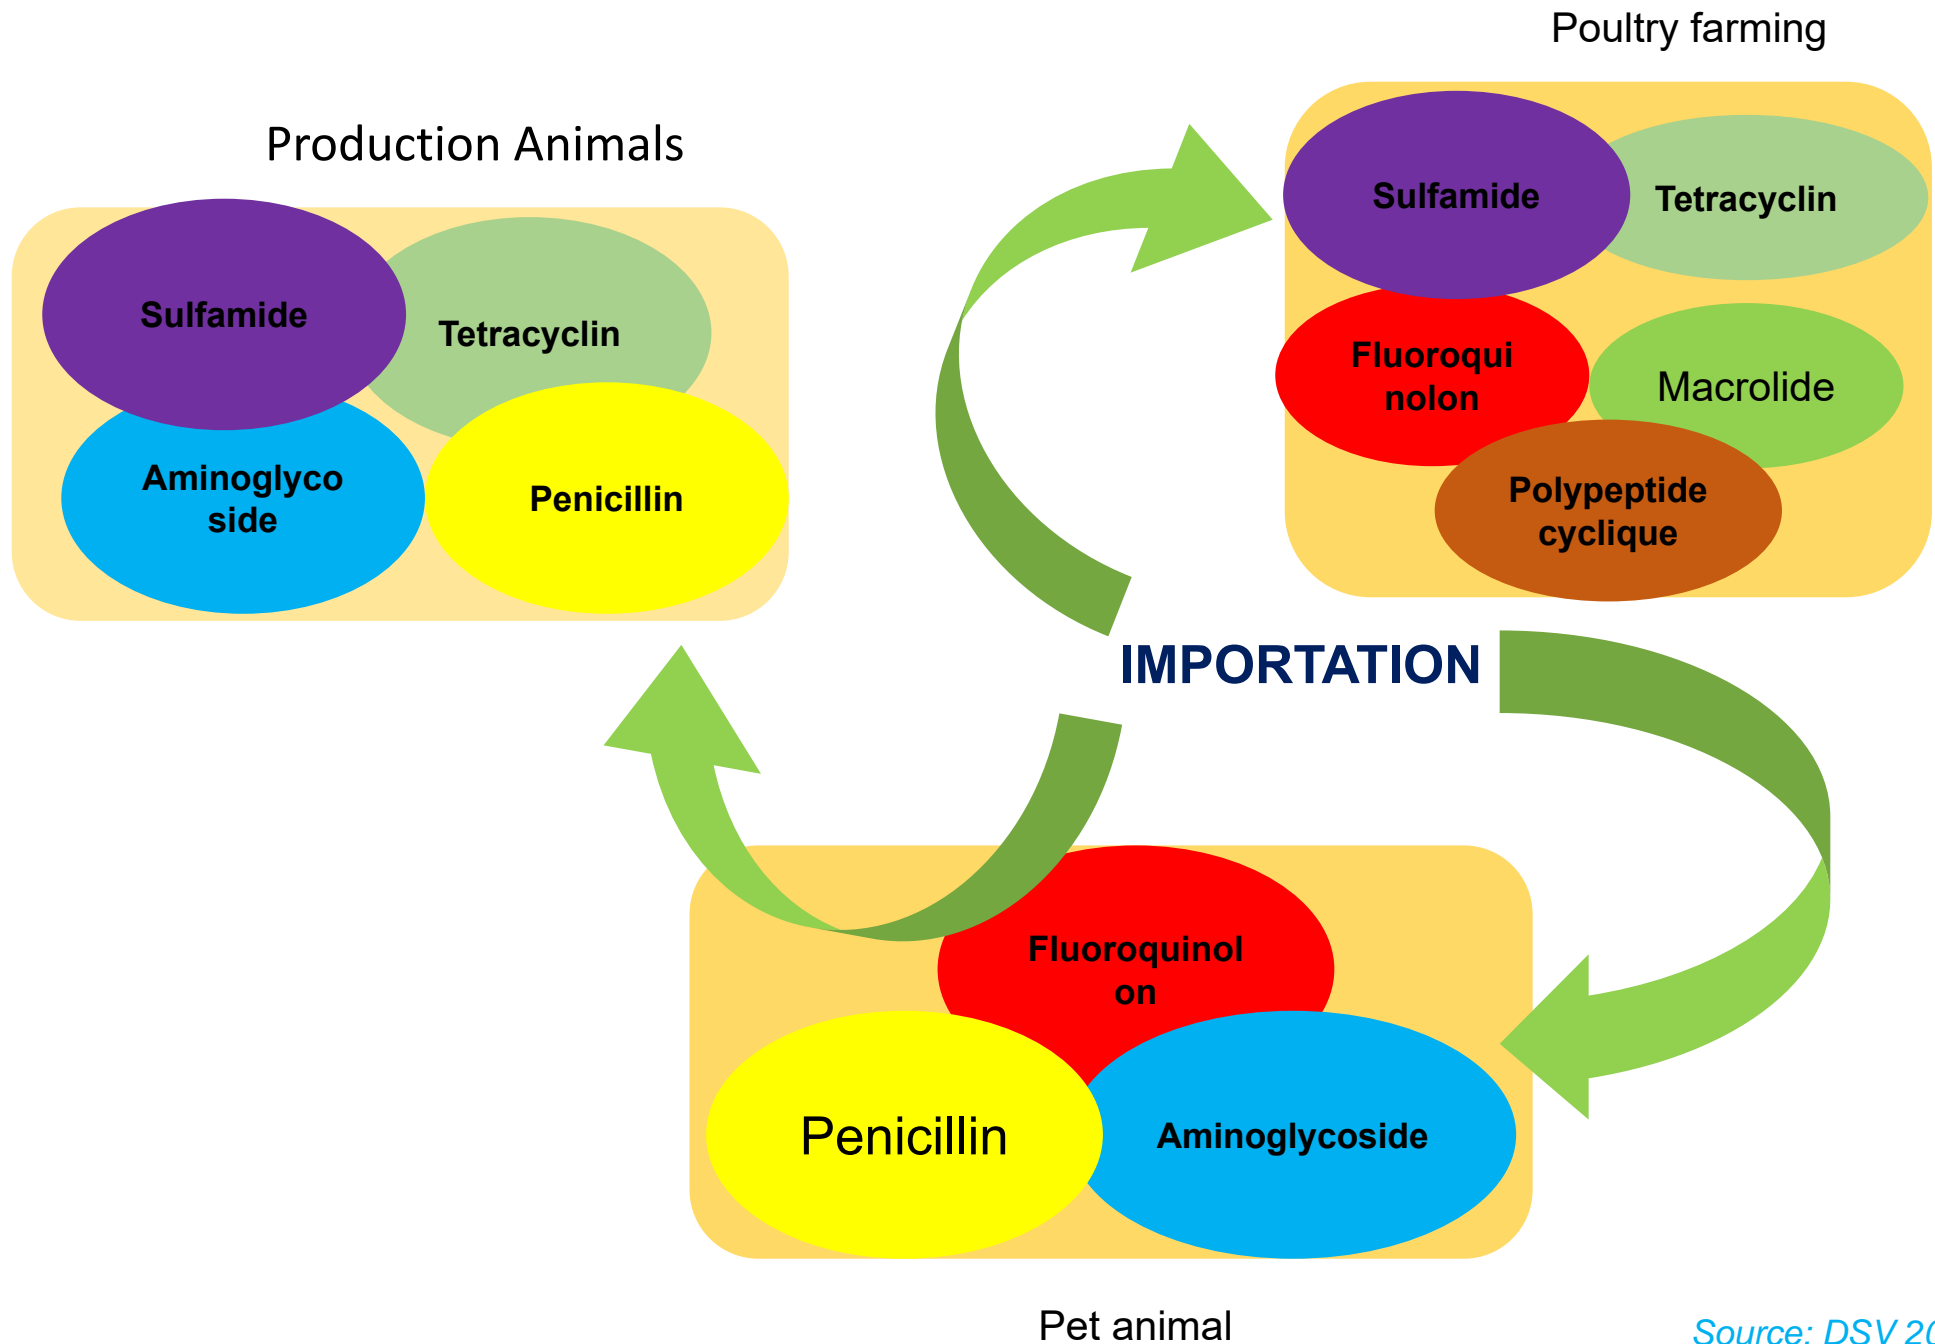 Poultry farming
Production Animals
Sulfamide
Tetracyclin
Aminoglyco
side
Penicillin
Sulfamide
Tetracyclin
Fluoroqui
nolon
Macrolide
Polypeptide
cyclique
IMPORTATION
Fluoroquinol
on
Penicillin
Aminoglycoside
Pet animal
Source: DSV